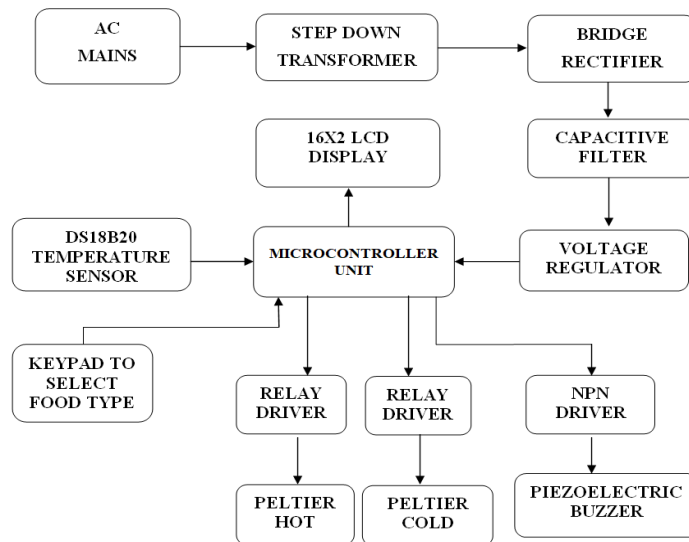 AC
MAINS
STEP DOWN
TRANSFORMER
BRIDGE
RECTIFIER
16X2 LCD
DISPLAY
CAPACITIVE
FILTER
DS18B20
TEMPERATURE
SENSOR
MICROCONTROLLER
UNIT
VOLTAGE
REGULATOR
KEYPAD TO
SELECT
FOOD TYPE
RELAY
DRIVER
RELAY
DRIVER
NPN
DRIVER
PELTIER
HOT
PELTIER
COLD
PIEZOELECTRIC
BUZZER